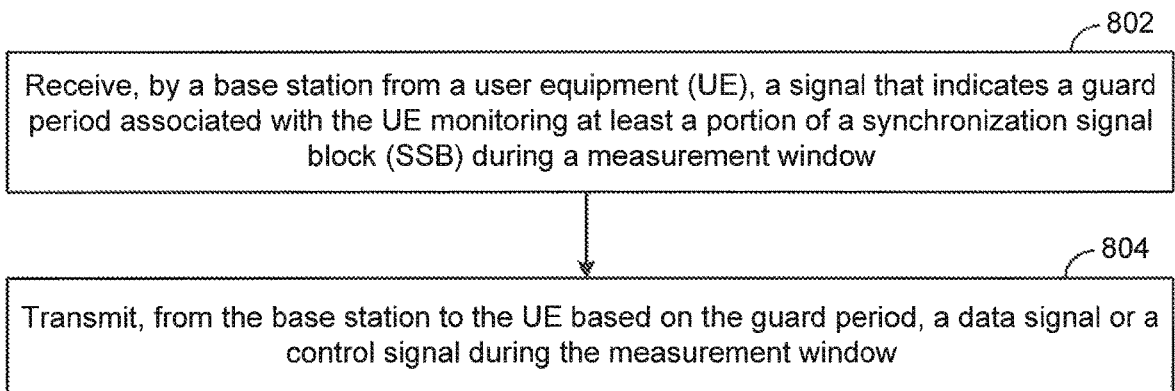 802
Receive, by a base station from a user equipment (UE), a signal that indicates a guard
period associated with the UE monitoring at least a portion of a synchronization signal
block (SSB) during a measurement window
804
Transmit, from the base station to the UE based on the guard period, a data signal or a
control signal during the measurement window